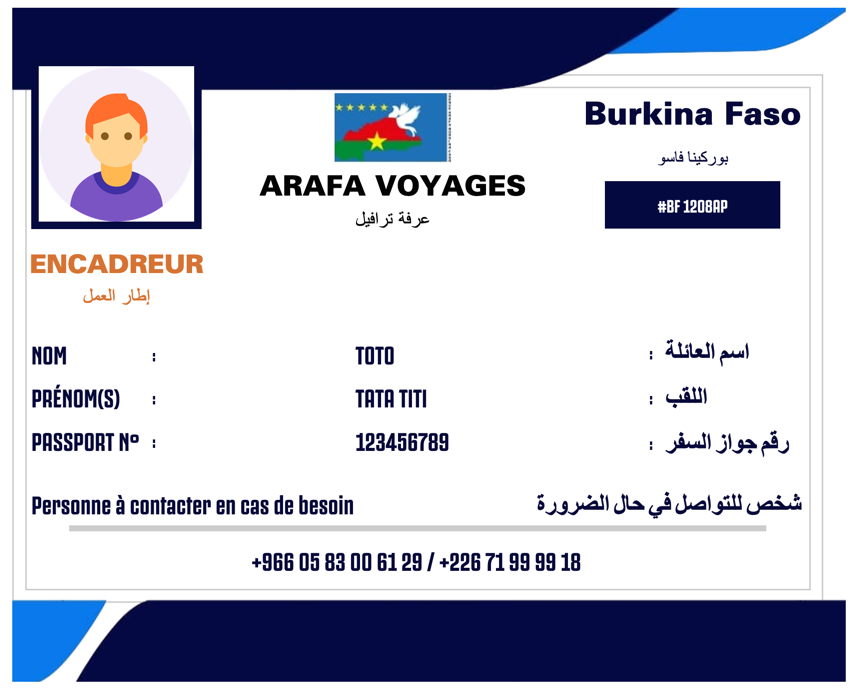 Burkina Faso
بوركينا فاسو
#BF 1208AP
ARAFA VOYAGES
عرفة ترافيل
ENCADREUR
إطار العمل
NOM : TOTO : اسم العائلة
PRÉNOM(S) : TATA TITI : اللقب
PASSPORT Nº : 123456789 : رقم جواز السفر
Personne à contacter en cas de besoin شخص للتواصل في حال الضرورة
+966 05 83 00 61 29 / +226 71 99 99 18